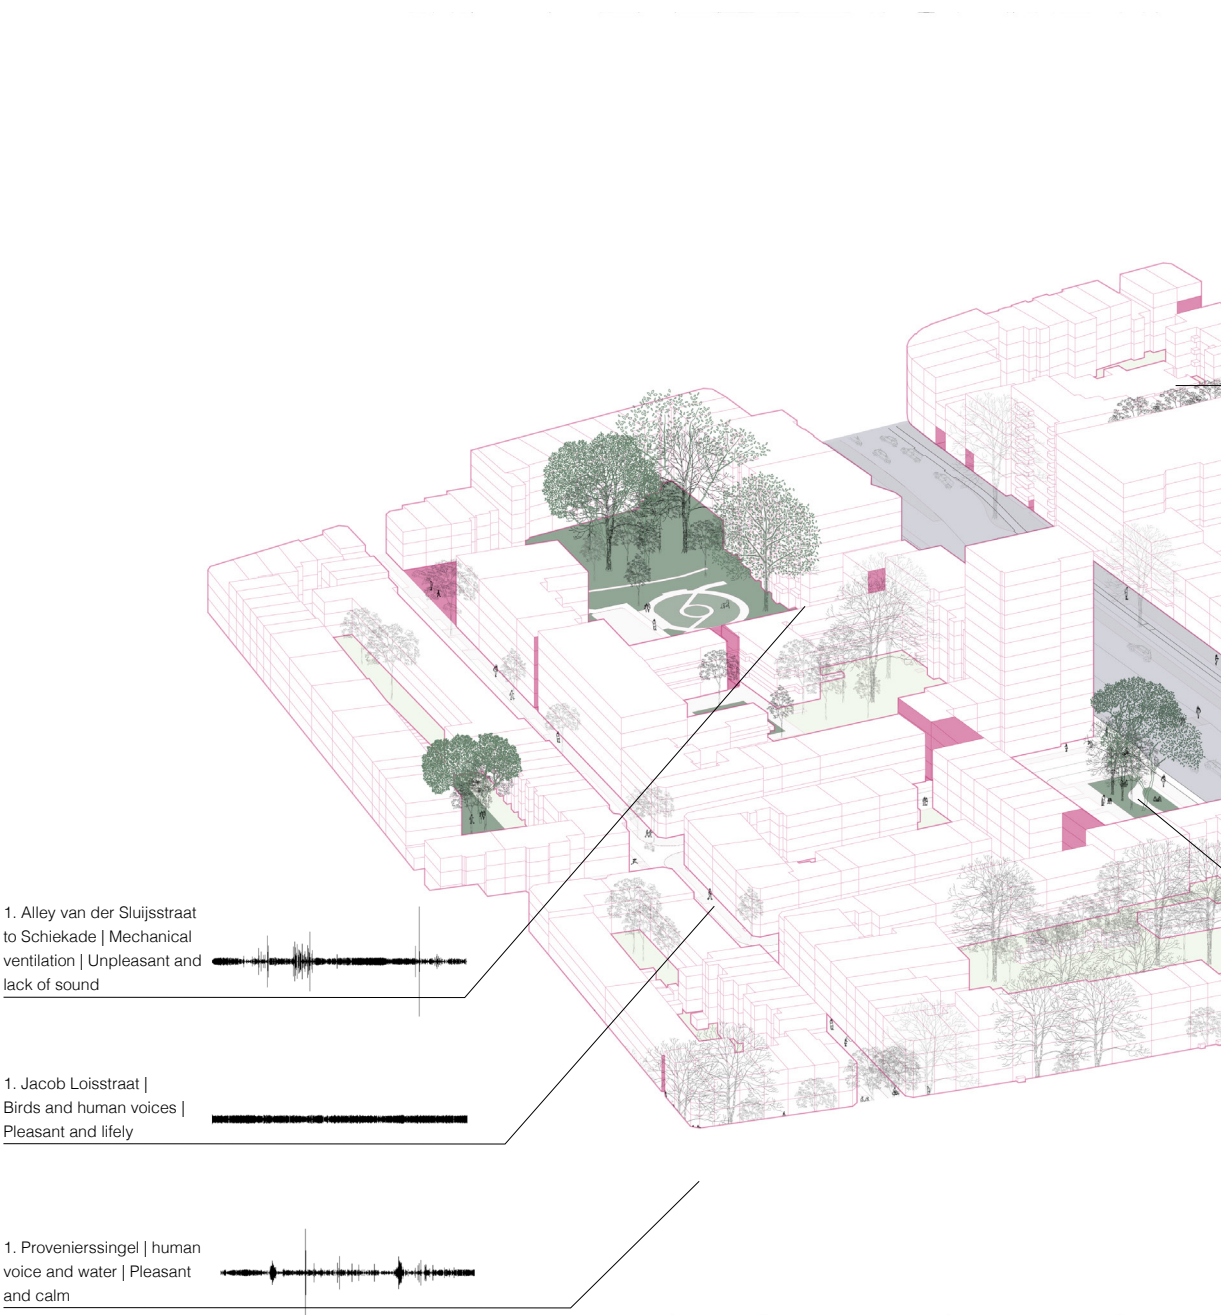 1. Alley van der Sluijsstraat
to Schiekade | Mechanical
ventilation | Unpleasant and
lack of sound
1. Jacob Loisstraat |
Birds and human voices |
Pleasant and lifely
1. Provenierssingel | human
voice and water | Pleasant
and calm